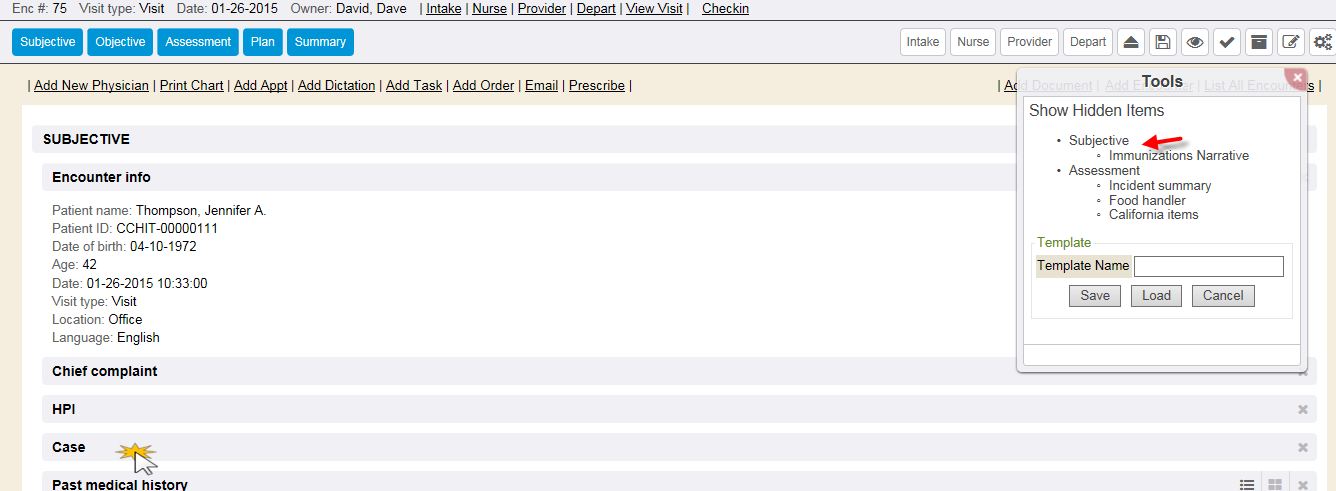 Enc #: 75 Visit type: Visit Date: 01-26-2015 Owner: David, Dave | Intake | Nurse | Provider | Depart | View Visit | Checkin
Subjective Objective Assessment Plan Summary Intake Nurse Provider Depart
| Add New Physician | Print Chart | Add Appt | Add Dictation | Add Task | Add Order | Email | Prescribe | | Add Document | Add Encounter | List All Encounters |
Tools
Show Hidden Items
• Subjective
◦ Immunizations Narrative
• Assessment
◦ Incident summary
◦ Food handler
◦ California items
Template
Template Name
Save Load Cancel
SUBJECTIVE
Encounter info
Patient name: Thompson, Jennifer A.
Patient ID: CCHIT-00000111
Date of birth: 04-10-1972
Age: 42
Date: 01-26-2015 10:33:00
Visit type: Visit
Location: Office
Language: English
Chief complaint
HPI
Case
Past medical history